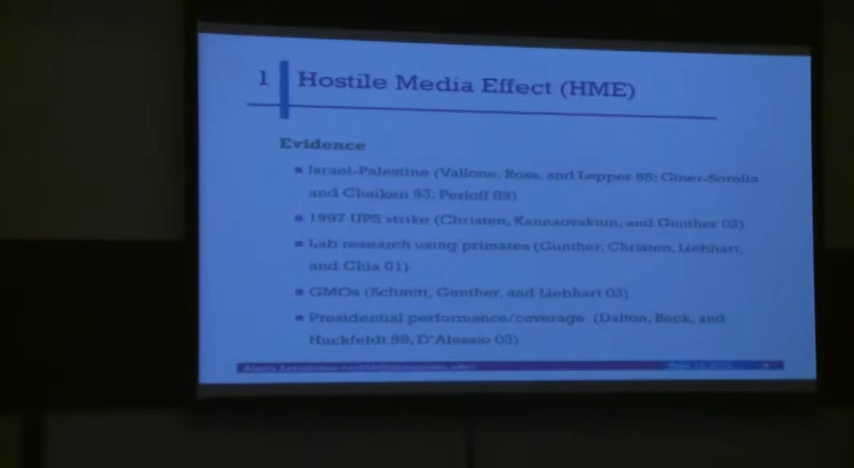 1 Hostile Media Effect (HME)
Evidence
Israel-Palestine (Vallone, Ross, and Lepper 85; Giner-Sorolla
and Chaiken 93; Perloff 89)
1997 UPS strike (Christen, Kannaovakum, and Gunther 02)
Lab research using primates (Gunther, Christen, Liebhart,
and Chia 01)
GMOs (Schmitt, Gunther, and Liebhart 03)
Presidential performance/coverage (Dalton, Beck, and
Huckfeldt 98, D'Alessio 03)